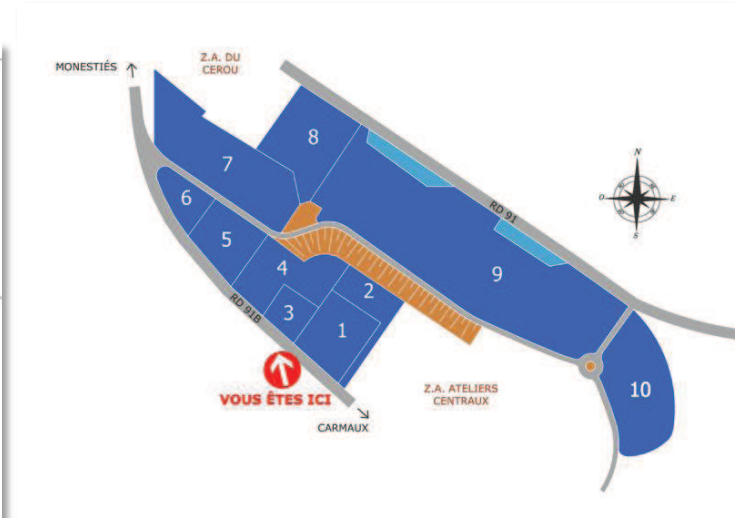 Z.A. DU
CEROU
MONESTIÉS
8
7
N
O
E
S
RD 91
6
5
4
9
2
3
1
RD 91B
10
VOUS ÊTES ICI
Z.A. ATELIERS
CENTRAUX
CARMAUX